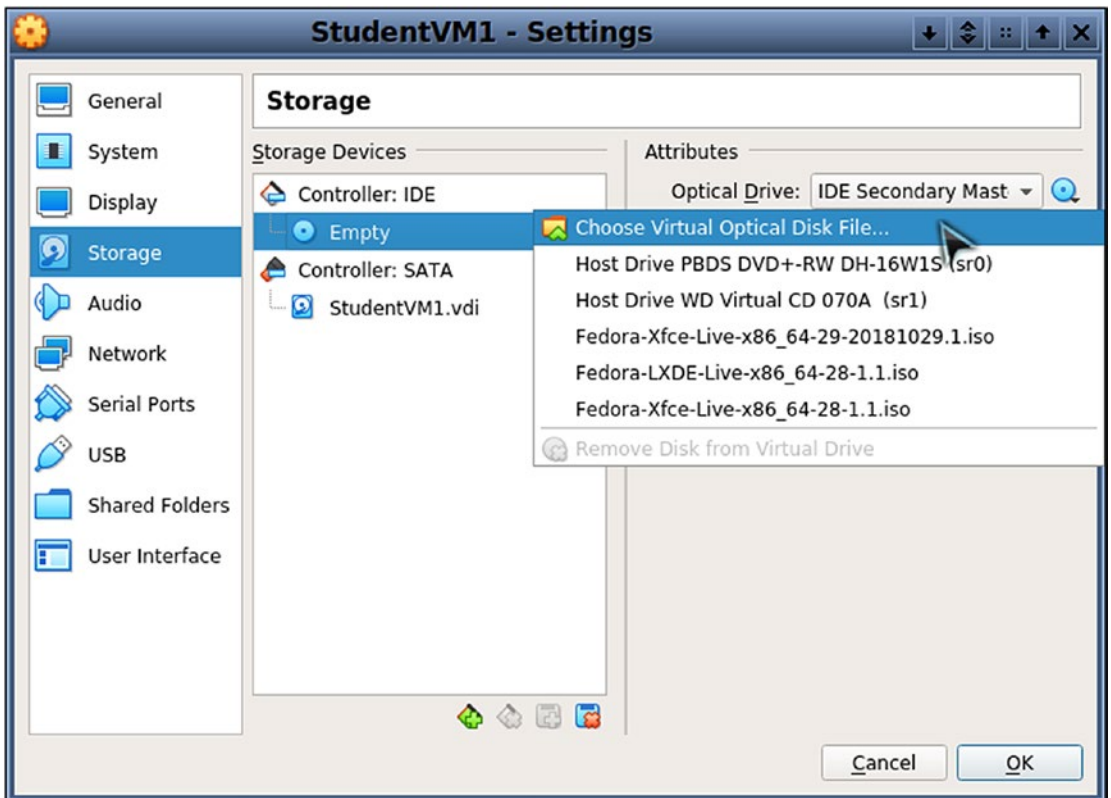 StudentVM1 - Settings
General
System
Display
Storage
Audio
Network
Serial Ports
USB
Shared Folders
User Interface
Storage
Storage Devices
Controller: IDE
Empty
Controller: SATA
StudentVM1.vdi
Attributes
Optical Drive: IDE Secondary Mast
Choose Virtual Optical Disk File...
Host Drive PBDS DVD+-RW DH-16W1S (sr0)
Host Drive WD Virtual CD 070A (sr1)
Fedora-Xfce-Live-x86_64-29-20181029.1.iso
Fedora-LXDE-Live-x86_64-28-1.1.iso
Fedora-Xfce-Live-x86_64-28-1.1.iso
Remove Disk from Virtual Drive
Cancel OK